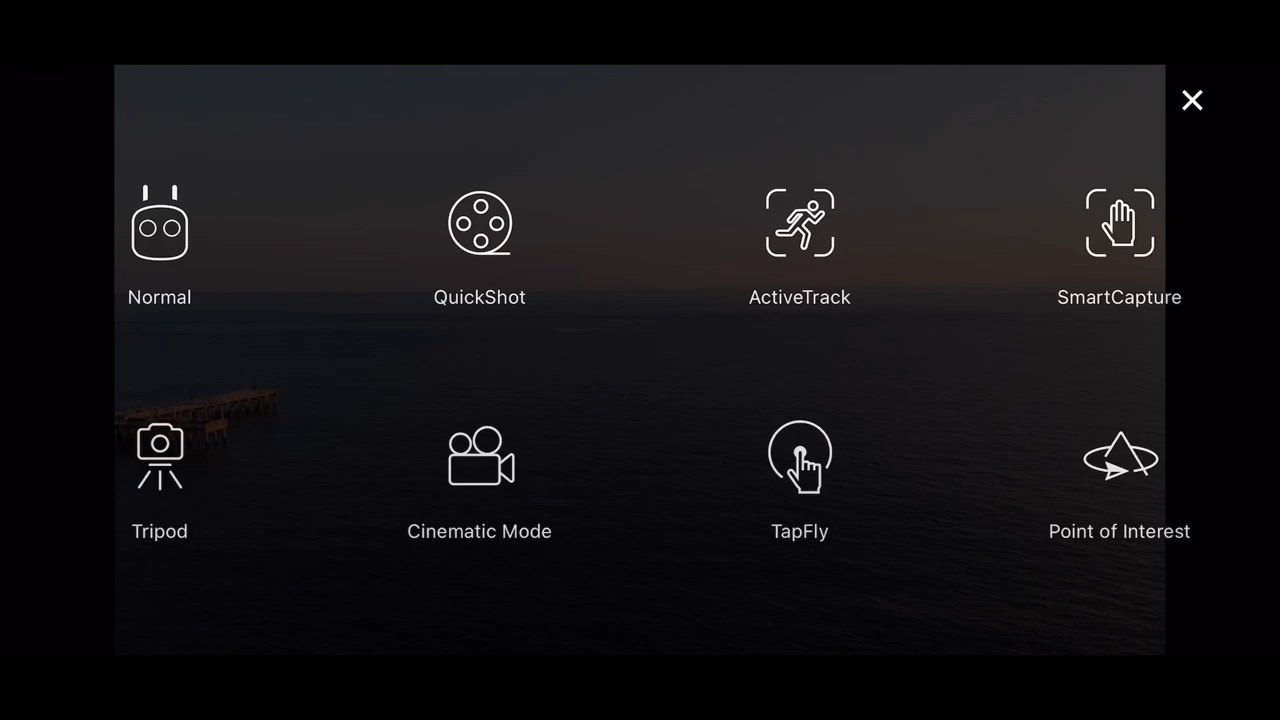 Normal
QuickShot
ActiveTrack
SmartCapture
Tripod
Cinematic Mode
TapFly
Point of Interest